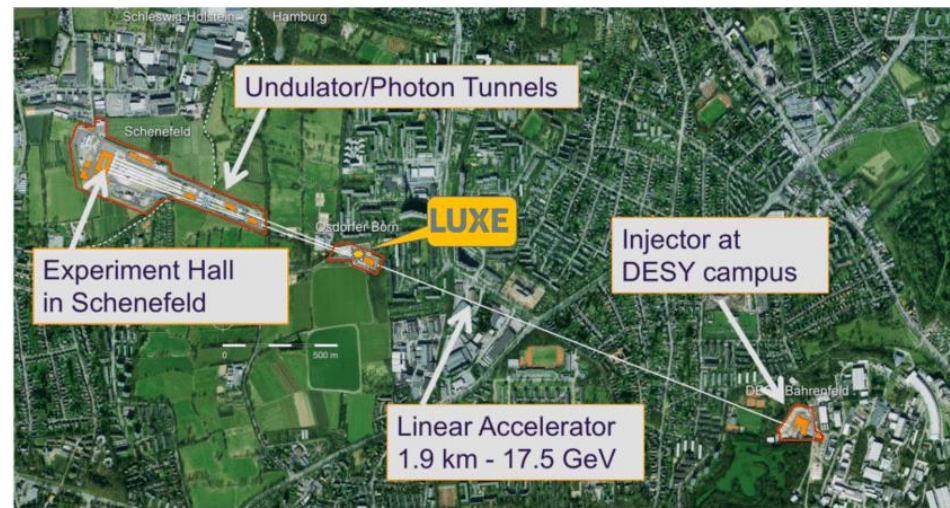 Schleswig-Holstein
Hamburg
Undulator/Photon Tunnels
Schenefeld
LUXE
Osdorfer Born
Injector at
DESY campus
Experiment Hall
in Schenefeld
0 500 m
DESY Bahrenfeld
Linear Accelerator
1.9 km - 17.5 GeV